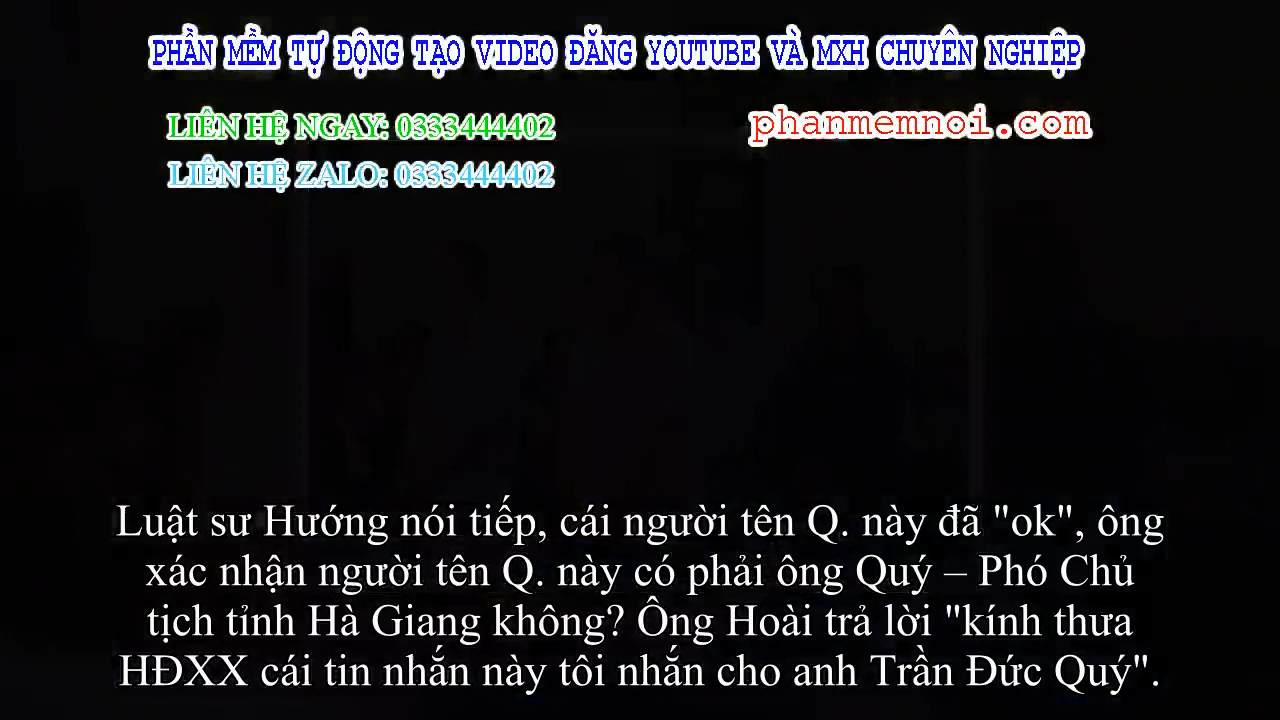 PHẦN MỀM TỰ ĐỘNG TẠO VIDEO ĐĂNG YOUTUBE VÀ MXH CHUYÊN NGHIỆP
LIÊN HỆ NGAY: 0333444402
phanmemnoi.com
LIÊN HỆ ZALO: 0333444402
Luật sư Hướng nói tiếp, cái người tên Q. này đã "ok", ông
xác nhận người tên Q. này có phải ông Quý – Phó Chủ
tịch tỉnh Hà Giang không? Ông Hoài trả lời "kính thưa
HĐXX cái tin nhắn này tôi nhắn cho anh Trần Đức Quý".